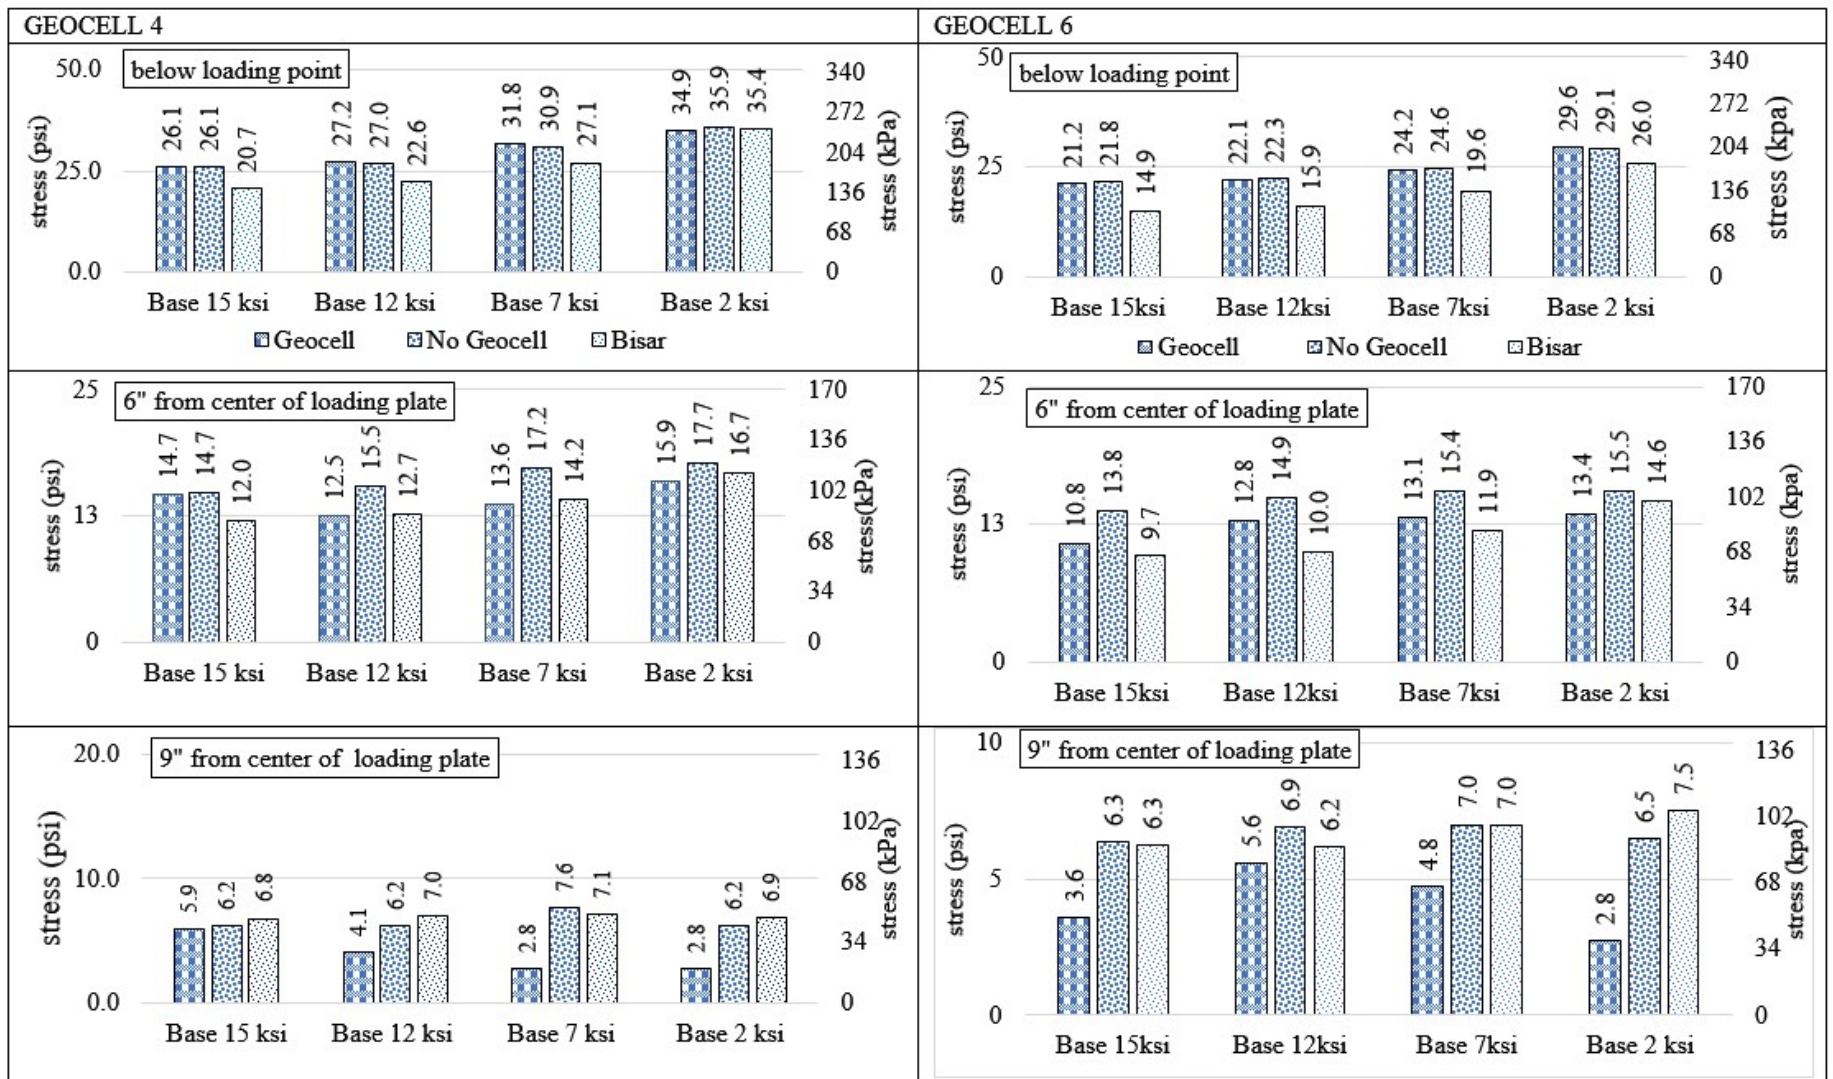 GEOCELL 4
below loading point
50.0
25.0
0.0
stress (psi)
26.1 26.1 20.7
27.2 27.0 22.6
31.8 30.9 27.1
34.9 35.9 35.4
340
272
204
136
68
0
stress (kPa)
Base 15 ksi Base 12 ksi Base 7 ksi Base 2 ksi
Geocell No Geocell Bisar
GEOCELL 6
below loading point
50
25
0
stress (psi)
21.2 21.8 14.9
22.1 22.3 15.9
24.2 24.6 19.6
29.6 29.1 26.0
340
272
204
136
68
0
stress (kpa)
Base 15ksi Base 12ksi Base 7ksi Base 2 ksi
Geocell No Geocell Bisar
6" from center of loading plate
25
13
0
stress (psi)
14.7 14.7 12.0
12.5 15.5 12.7
13.6 17.2 14.2
15.9 17.7 16.7
170
136
102
68
34
0
stress(kPa)
Base 15 ksi Base 12 ksi Base 7 ksi Base 2 ksi
6" from center of loading plate
25
13
0
stress (psi)
10.8 13.8 9.7
12.8 14.9 10.0
13.1 15.4 11.9
13.4 15.5 14.6
170
136
102
68
34
0
stress (kpa)
Base 15ksi Base 12ksi Base 7ksi Base 2 ksi
9" from center of loading plate
20.0
10.0
0.0
stress (psi)
5.9 6.2 6.8
4.1 6.2 7.0
2.8 7.6 7.1
2.8 6.2 6.9
136
102
68
34
0
stress (kPa)
Base 15 ksi Base 12 ksi Base 7 ksi Base 2 ksi
9" from center of loading plate
10
5
0
stress (psi)
3.6 6.3 6.3
5.6 6.9 6.2
4.8 7.0 7.0
2.8 6.5 7.5
136
102
68
34
0
stress (kpa)
Base 15ksi Base 12ksi Base 7ksi Base 2 ksi